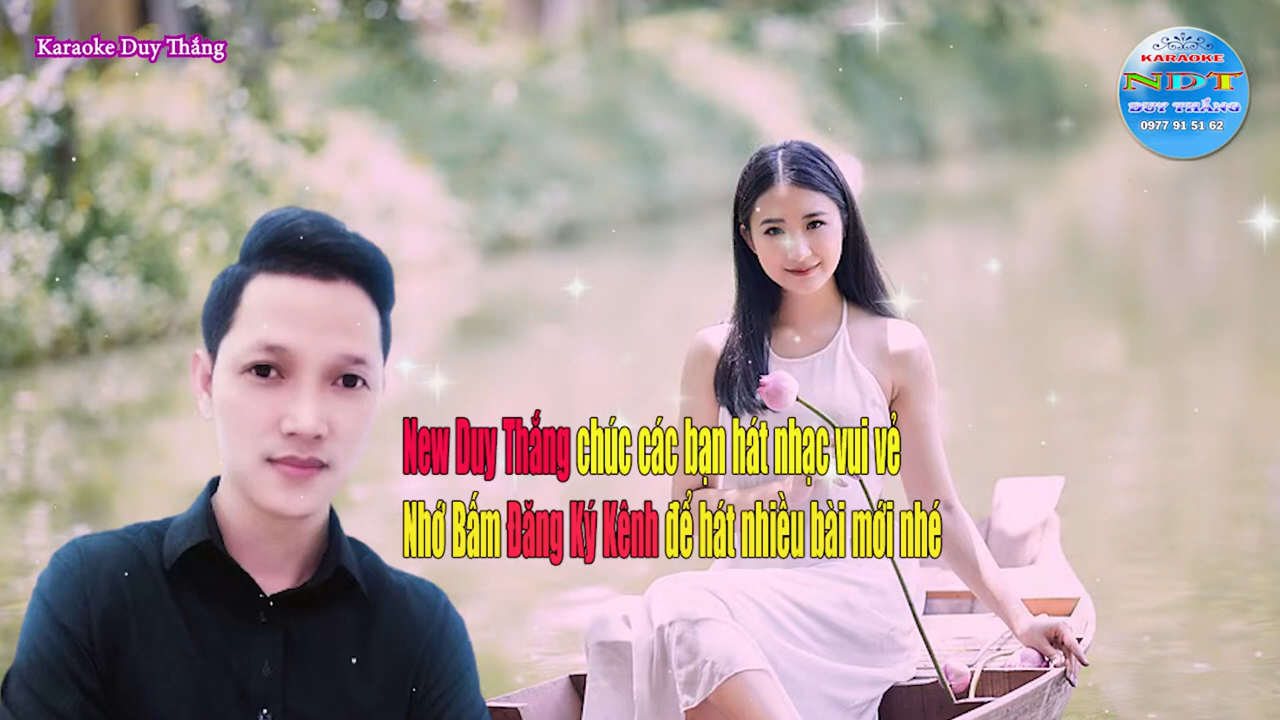 Karaoke Duy Thắng
KARAOKE
NDT
DUY THẮNG
0977 91 51 62
New Duy Thắng chúc các bạn hát nhạc vui vẻ
Nhớ Bấm Đăng Ký Kênh để hát nhiều bài mới nhé